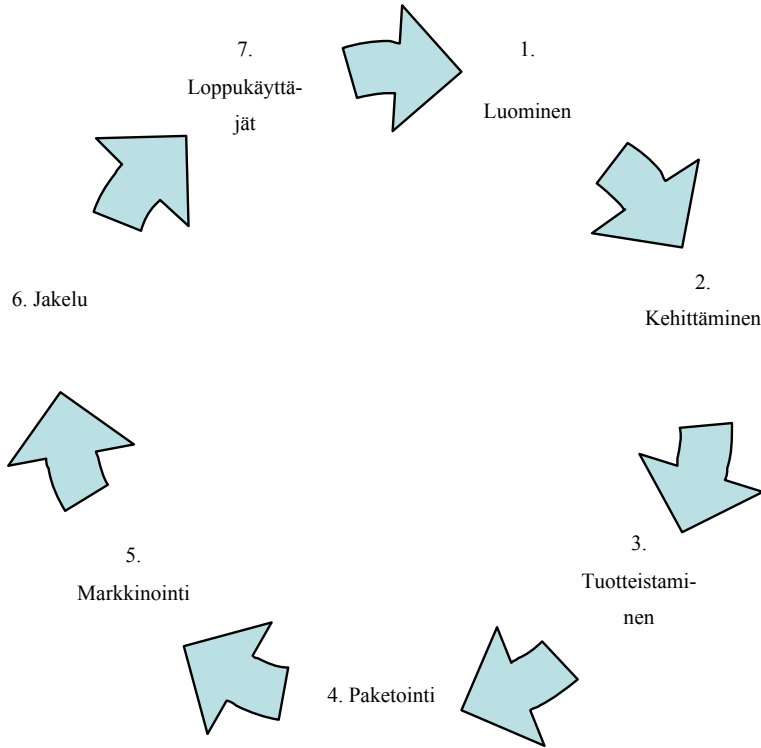 1.
Luominen
2.
Kehittäminen
3.
Tuotteistami-
nen
4. Paketointi
5.
Markkinointi
6. Jakelu
7.
Loppukäyttä-
jät